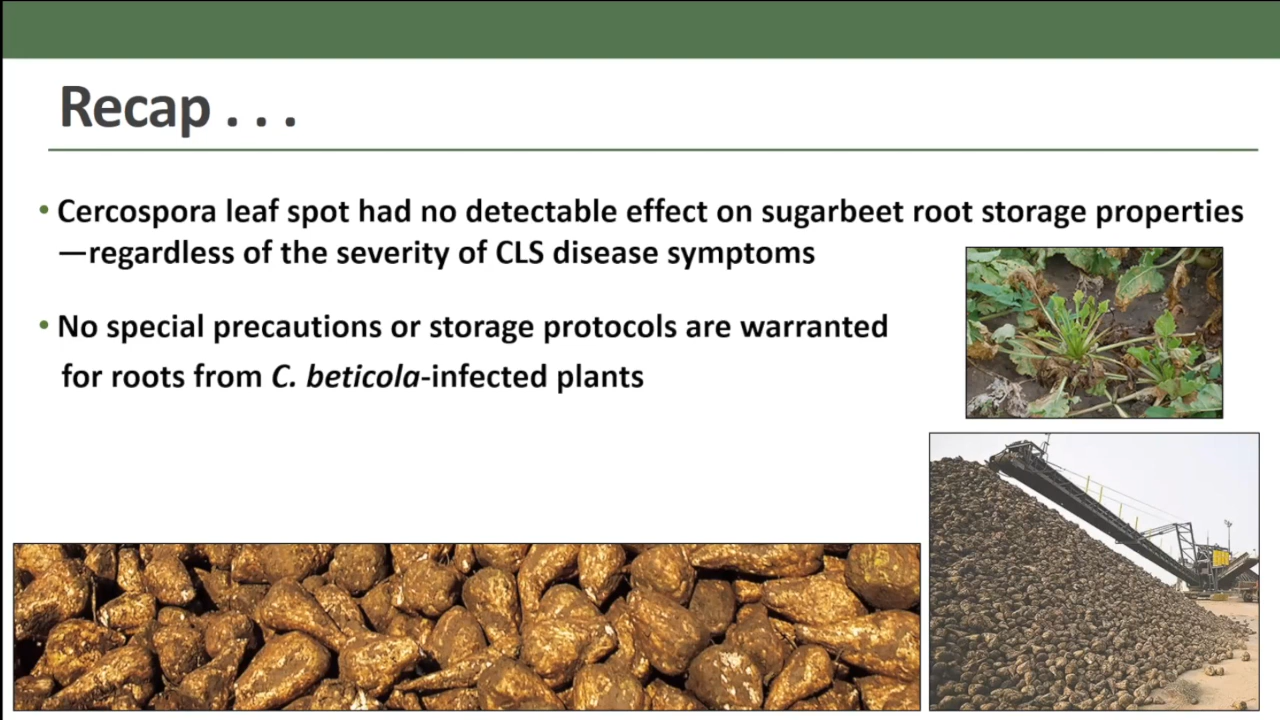 Recap . . .
• Cercospora leaf spot had no detectable effect on sugarbeet root storage properties
—regardless of the severity of CLS disease symptoms
• No special precautions or storage protocols are warranted
for roots from C. beticola-infected plants